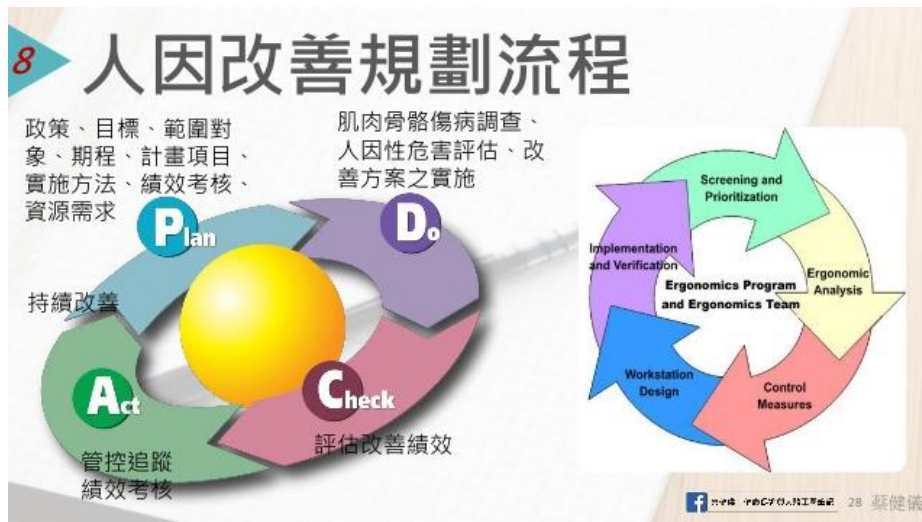 8
人因改善規劃流程
政策、目標、範圍對
象、期程、計畫項目、
實施方法、績效考核、
資源需求
肌肉骨骼傷病調查、
人因性危害評估、改
善方案之實施
Plan
Do
持續改善
Act
Check
管控追蹤
績效考核
評估改善績效
Screening and
Prioritization
Implementation
and Verification
Ergonomic
Analysis
Ergonomics Program
and Ergonomics Team
Workstation
Design
Control
Measures
28 蔡健儀